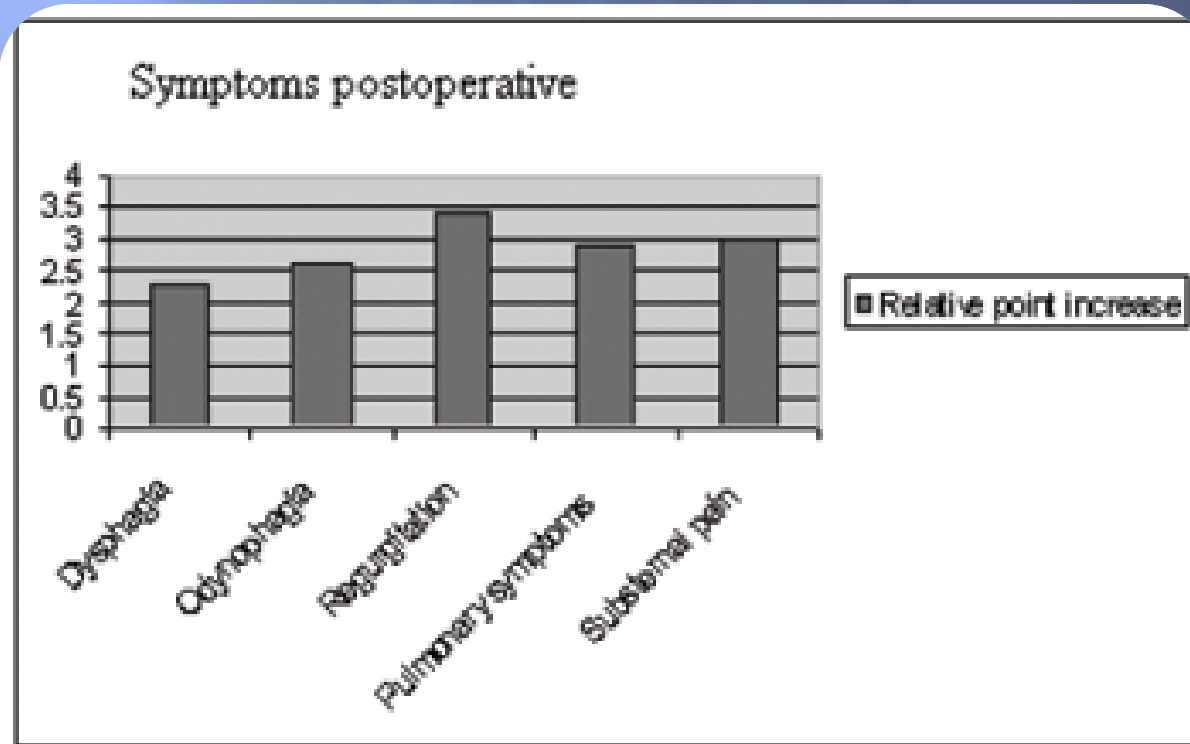 Symptoms postoperative
4
3.5
3
2.5
2
1.5
1
0.5
0
Relative point increase
Dysphagia
Odynophagia
Regurgitation
Pulmonary symptoms
Substernal pain